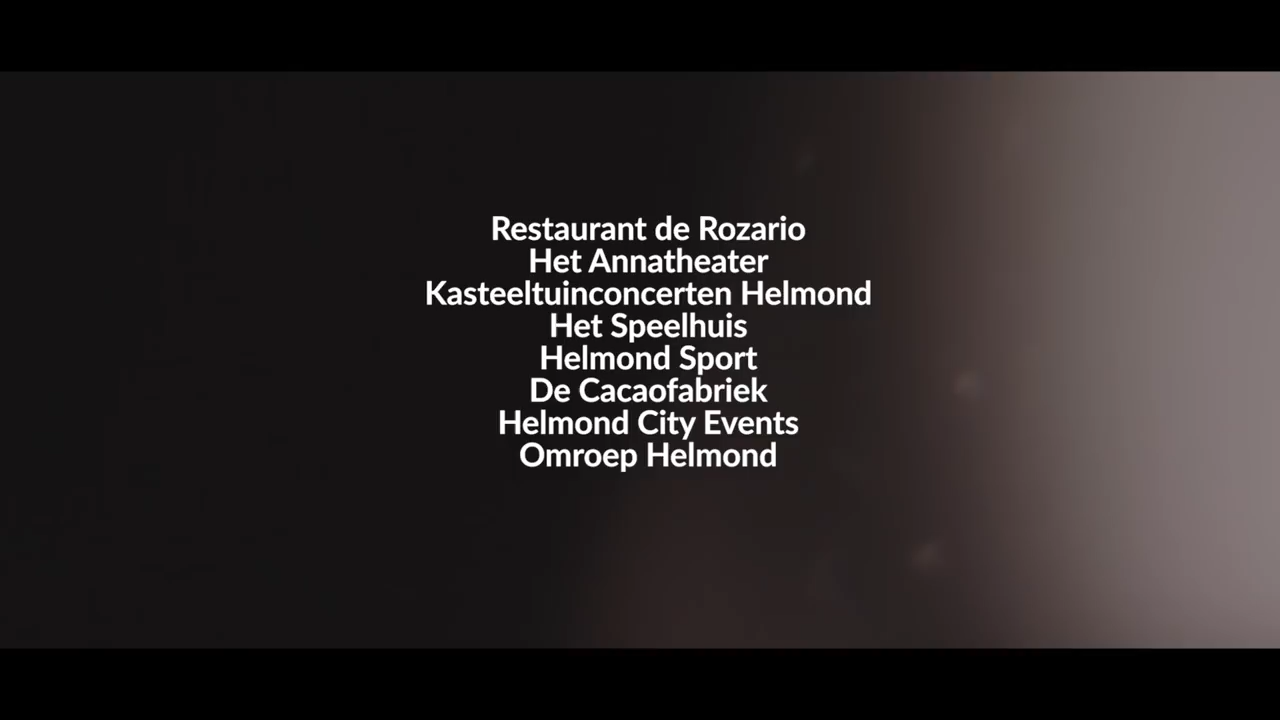 Restaurant de Rozario
Het Annatheater
Kasteeltuinconcerten Helmond
Het Speelhuis
Helmond Sport
De Cacaofabriek
Helmond City Events
Omroep Helmond